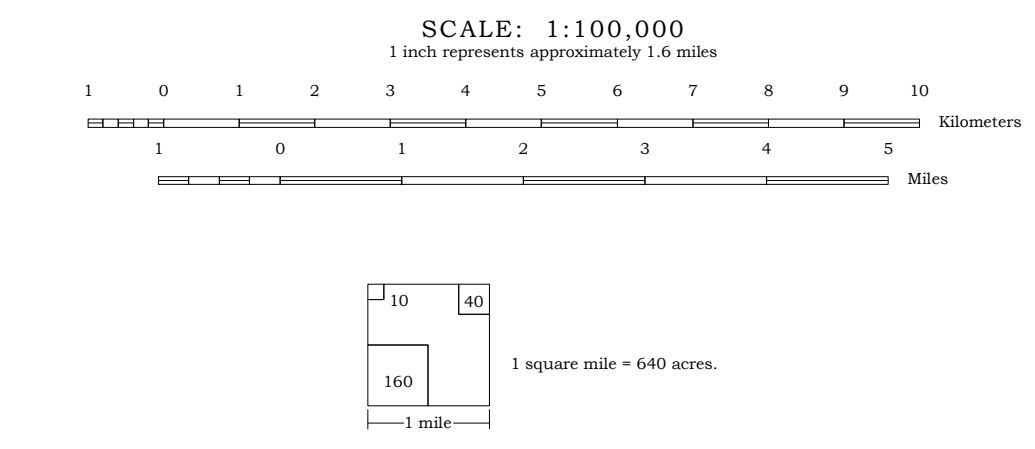 SCALE: 1:100,000
1 inch represents approximately 1.6 miles
1 0 1 2 3 4 5 6 7 8 9 10
Kilometers
1 0 1 2 3 4 5
Miles
10 40
1 square mile = 640 acres.
160
1 mile